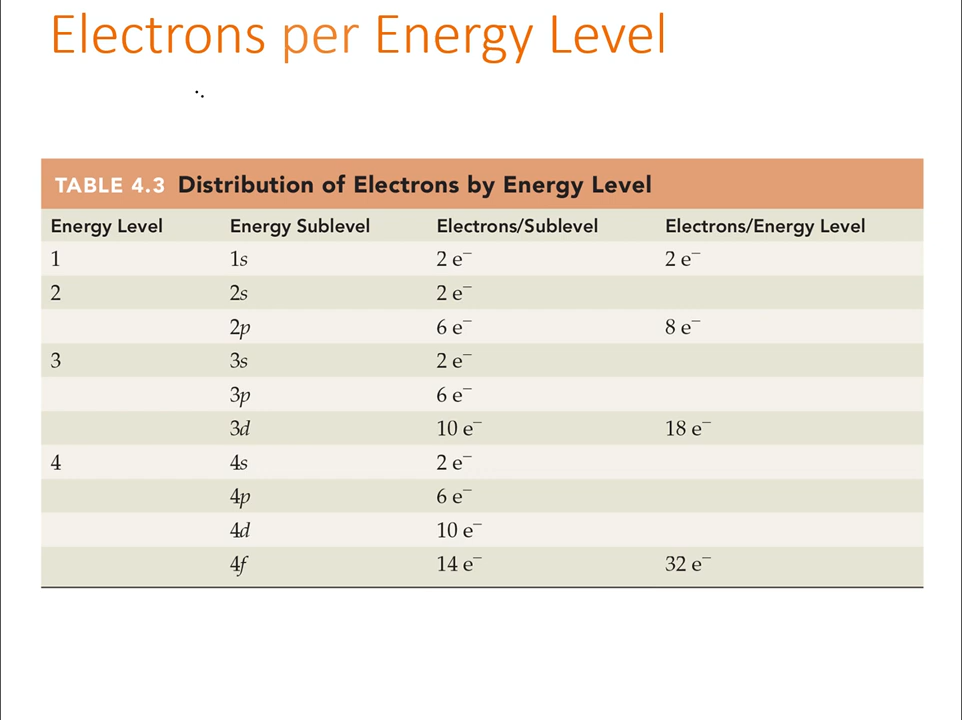 Electrons per Energy Level
TABLE 4.3 Distribution of Electrons by Energy Level
Energy Level Energy Sublevel Electrons/Sublevel Electrons/Energy Level
1 1s 2 e⁻ 2 e⁻
2 2s 2 e⁻
2p 6 e⁻ 8 e⁻
3 3s 2 e⁻
3p 6 e⁻
3d 10 e⁻ 18 e⁻
4 4s 2 e⁻
4p 6 e⁻
4d 10 e⁻
4f 14 e⁻ 32 e⁻